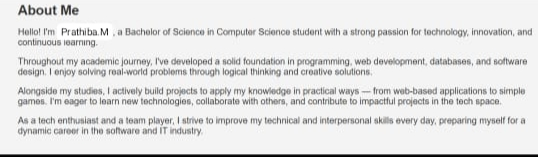 About Me
Hello! I'm Prathiba.M , a Bachelor of Science in Computer Science student with a strong passion for technology, innovation, and
continuous learning.
Throughout my academic journey, I've developed a solid foundation in programming, web development, databases, and software
design. I enjoy solving real-world problems through logical thinking and creative solutions.
Alongside my studies, I actively build projects to apply my knowledge in practical ways — from web-based applications to simple
games. I'm eager to learn new technologies, collaborate with others, and contribute to impactful projects in the tech space.
As a tech enthusiast and a team player, I strive to improve my technical and interpersonal skills every day, preparing myself for a
dynamic career in the software and IT industry.